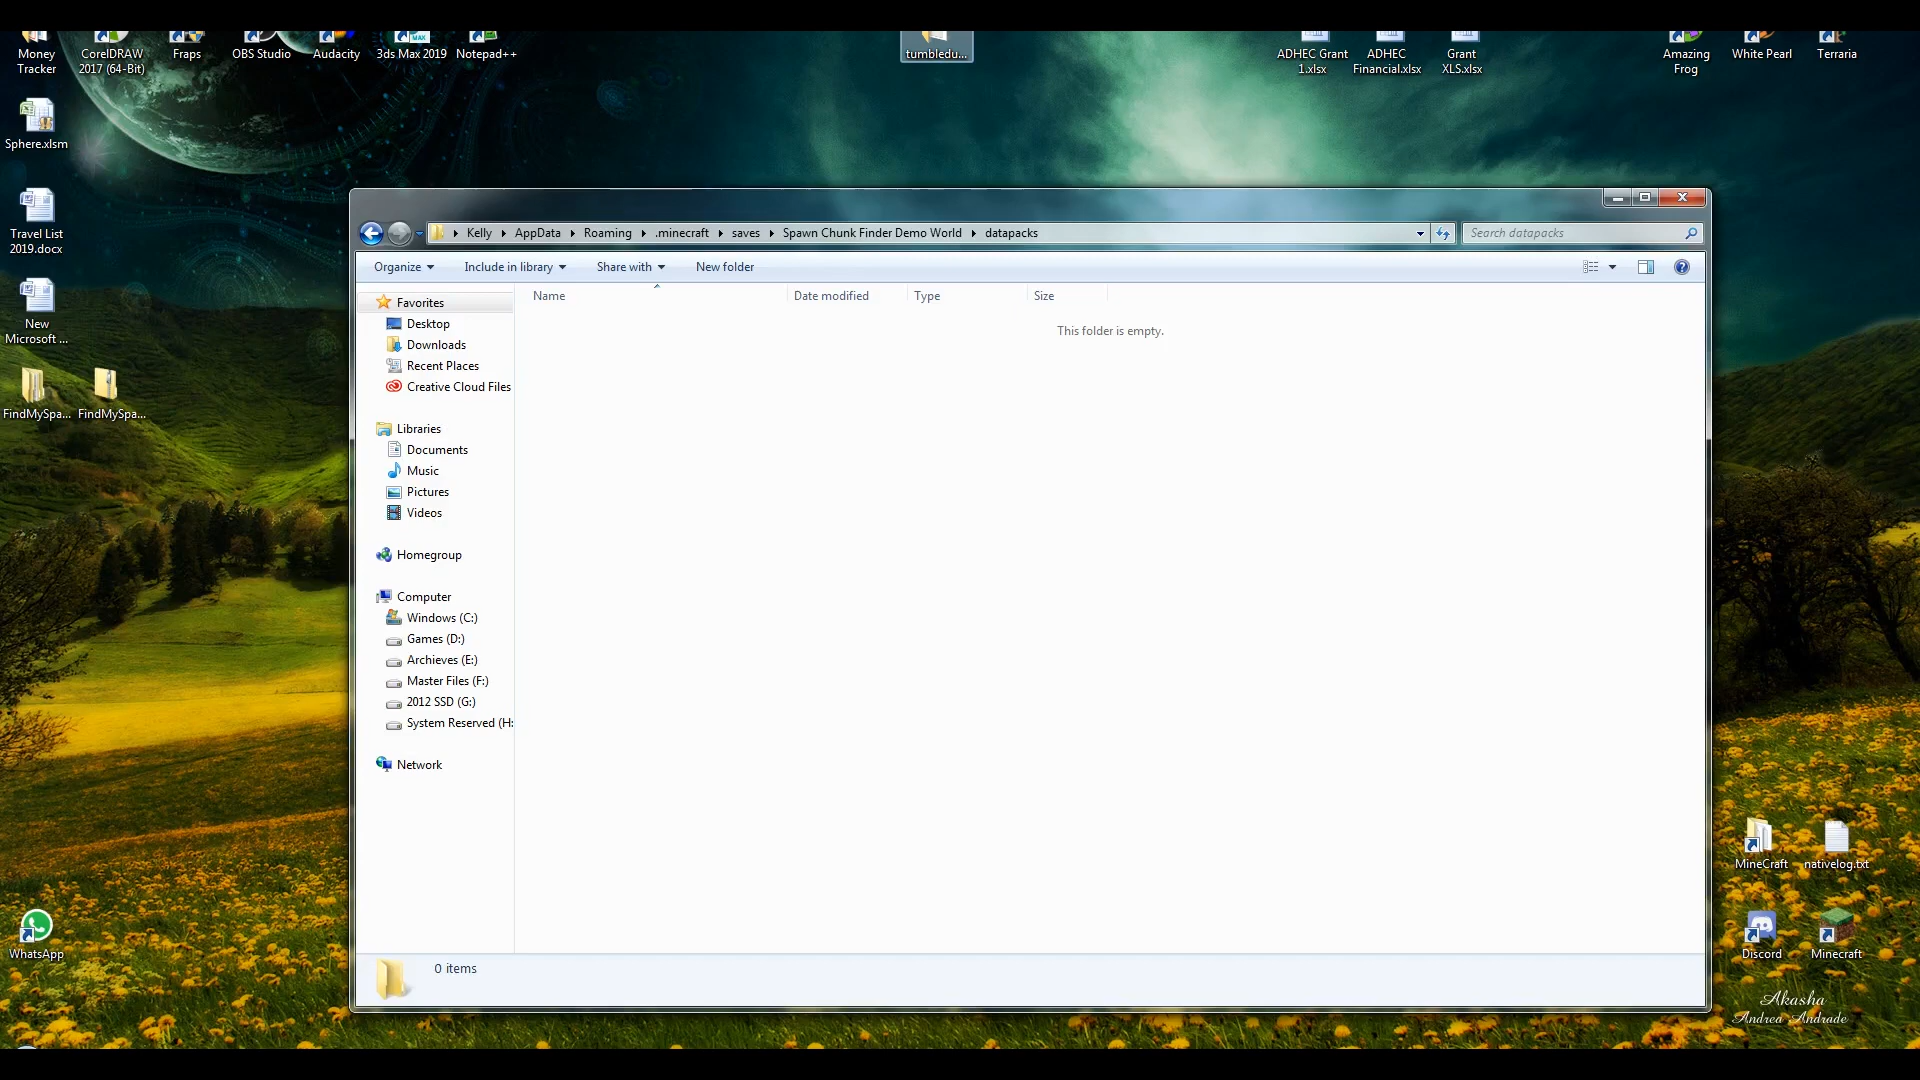 Money
Tracker
CorelDRAW
2017 (64-Bit)
Fraps
OBS Studio
Audacity
3ds Max 2019
Notepad++
tumbledu...
ADHEC Grant
1.xlsx
ADHEC
Financial.xlsx
Grant
XLS.xlsx
Amazing
Frog
White Pearl
Terraria
Sphere.xlsm
Travel List
2019.docx
New
Microsoft ...
FindMySpa...
FindMySpa...
WhatsApp
Kelly
AppData
Roaming
.minecraft
saves
Spawn Chunk Finder Demo World
datapacks
Search datapacks
Organize
Include in library
Share with
New folder
Name
Date modified
Type
Size
This folder is empty.
Favorites
Desktop
Downloads
Recent Places
Creative Cloud Files
Libraries
Documents
Music
Pictures
Videos
Homegroup
Computer
Windows (C:)
Games (D:)
Archieves (E:)
Master Files (F:)
2012 SSD (G:)
System Reserved (H:
Network
0 items
MineCraft
nativelog.txt
Discord
Minecraft
Akasha
Andrea Andrade